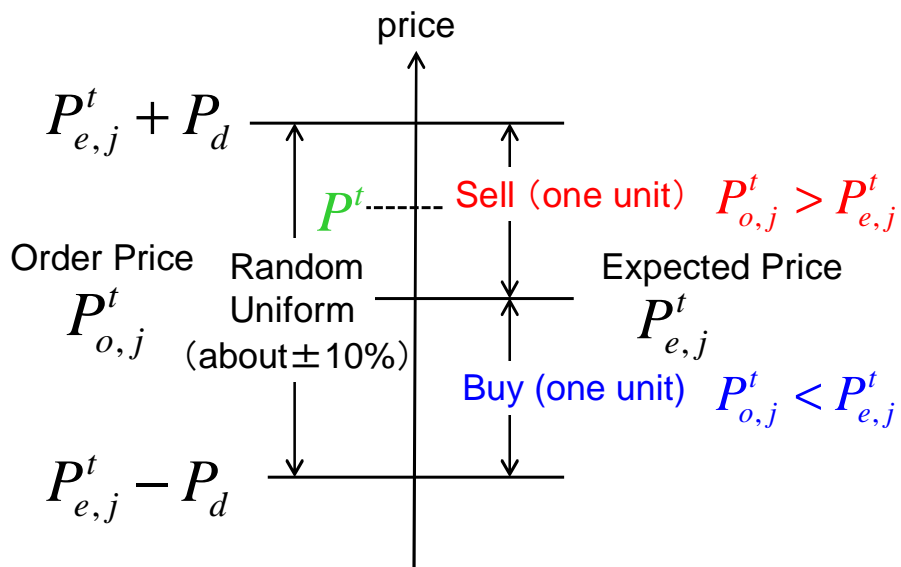 price
P^t_{e,j} + P_d
P^t
Sell（one unit） P^t_{o,j} > P^t_{e,j}
Order Price
P^t_{o,j}
Random
Uniform
（about±10%）
Expected Price
P^t_{e,j}
Buy (one unit) P^t_{o,j} < P^t_{e,j}
P^t_{e,j} − P_d